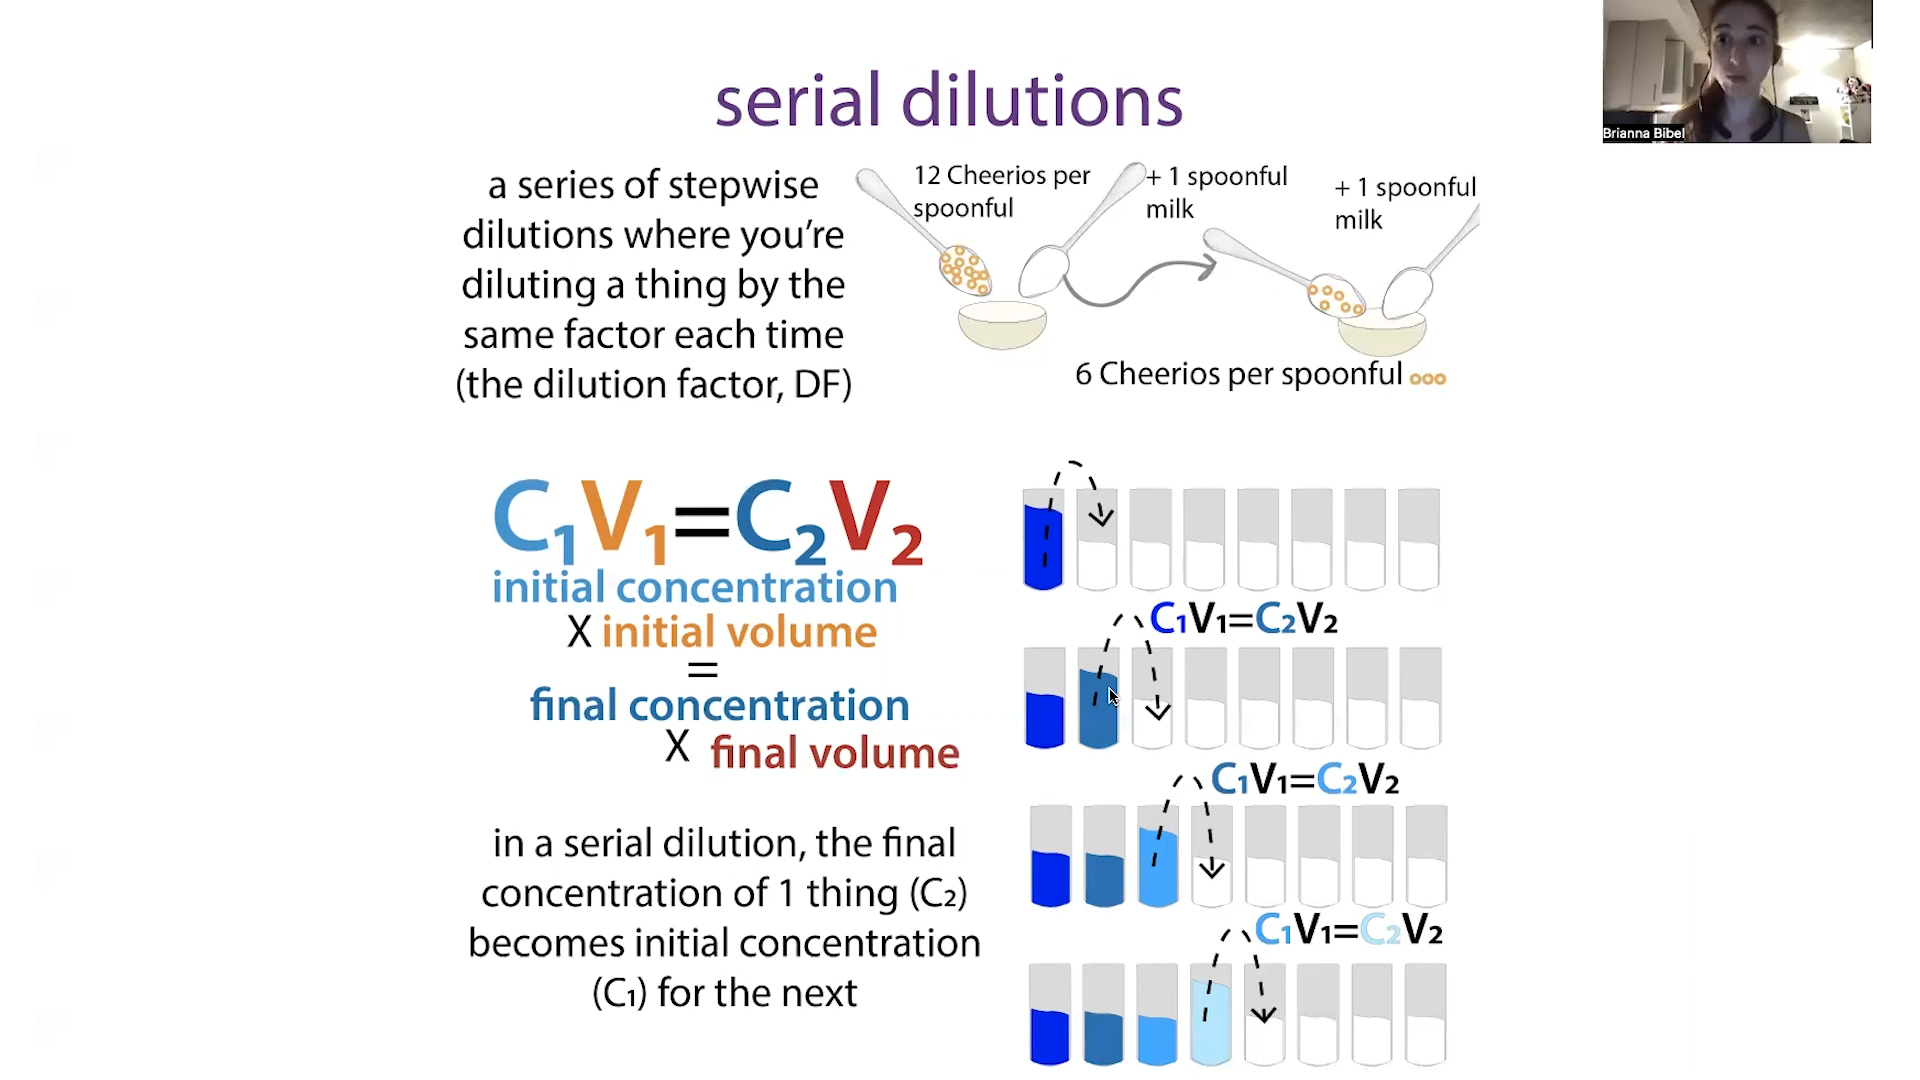 serial dilutions
Brianna Bibel
a series of stepwise
dilutions where you're
diluting a thing by the
same factor each time
(the dilution factor, DF)
12 Cheerios per
spoonful
+ 1 spoonful
milk
+ 1 spoonful
milk
6 Cheerios per spoonful
C₁V₁=C₂V₂
initial concentration
X initial volume
=
final concentration
X final volume
in a serial dilution, the final
concentration of 1 thing (C₂)
becomes initial concentration
(C₁) for the next
C₁V₁=C₂V₂
C₁V₁=C₂V₂
C₁V₁=C₂V₂